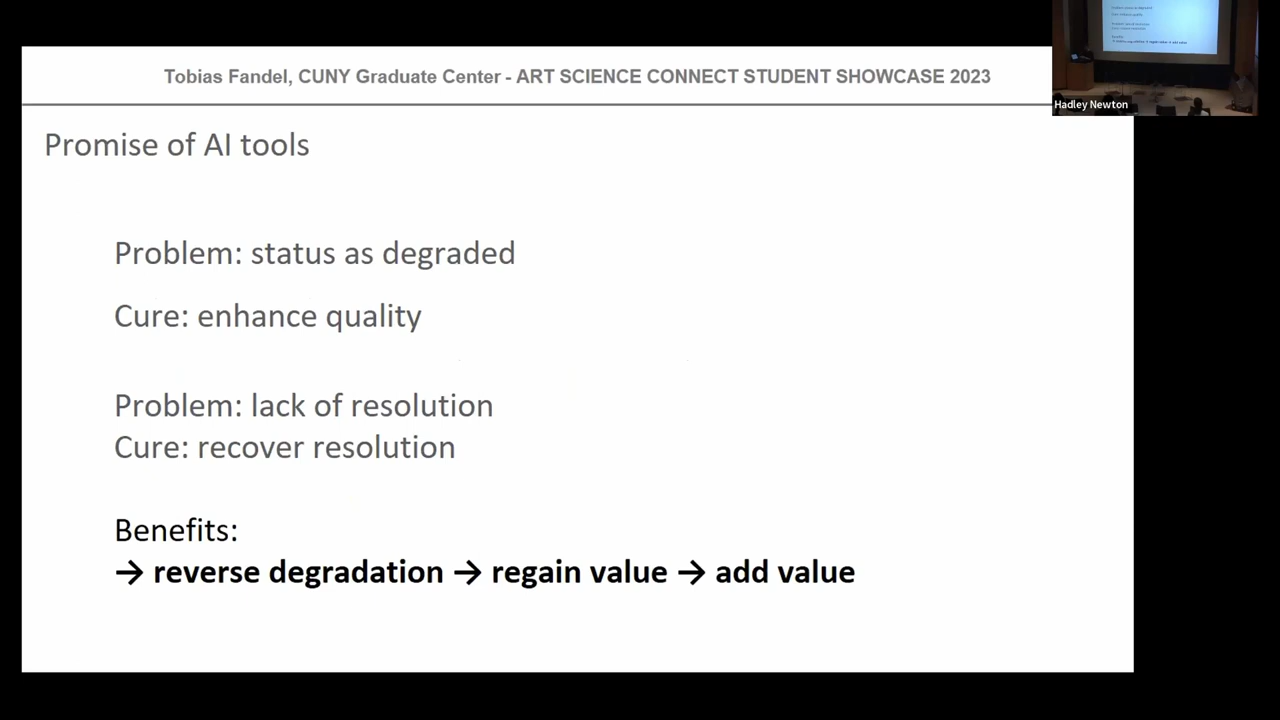 Tobias Fandel, CUNY Graduate Center - ART SCIENCE CONNECT STUDENT SHOWCASE 2023
Hadley Newton
Promise of AI tools
Problem: status as degraded
Cure: enhance quality
Problem: lack of resolution
Cure: recover resolution
Benefits:
→ reverse degradation → regain value → add value